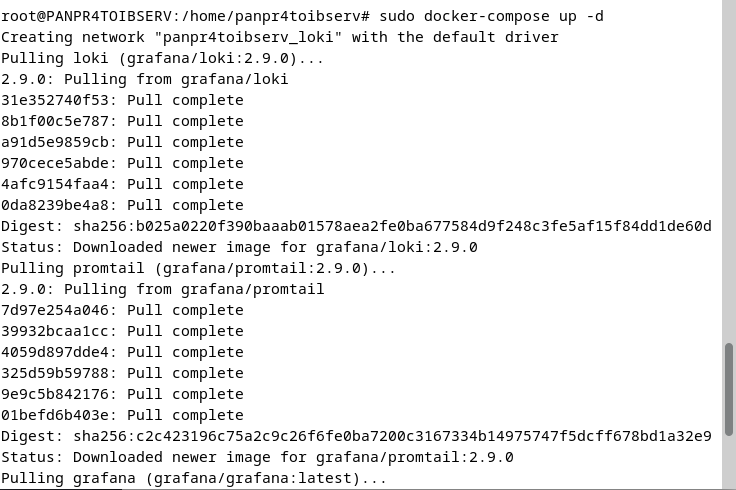 root@PANPR4TOIBSERV:/home/panpr4toibserv# sudo docker-compose up -d
Creating network "panpr4toibserv_loki" with the default driver
Pulling loki (grafana/loki:2.9.0)...
2.9.0: Pulling from grafana/loki
31e352740f53: Pull complete
8b1f00c5e787: Pull complete
a91d5e9859cb: Pull complete
970cece5abde: Pull complete
4afc9154faa4: Pull complete
0da8239be4a8: Pull complete
Digest: sha256:b025a0220f390baaab01578aea2fe0ba677584d9f248c3fe5af15f84dd1de60d
Status: Downloaded newer image for grafana/loki:2.9.0
Pulling promtail (grafana/promtail:2.9.0)...
2.9.0: Pulling from grafana/promtail
7d97e254a046: Pull complete
39932bcaa1cc: Pull complete
4059d897dde4: Pull complete
325d59b59788: Pull complete
9e9c5b842176: Pull complete
01befd6b403e: Pull complete
Digest: sha256:c2c423196c75a2c9c26f6fe0ba7200c3167334b14975747f5dcff678bd1a32e9
Status: Downloaded newer image for grafana/promtail:2.9.0
Pulling grafana (grafana/grafana:latest)...